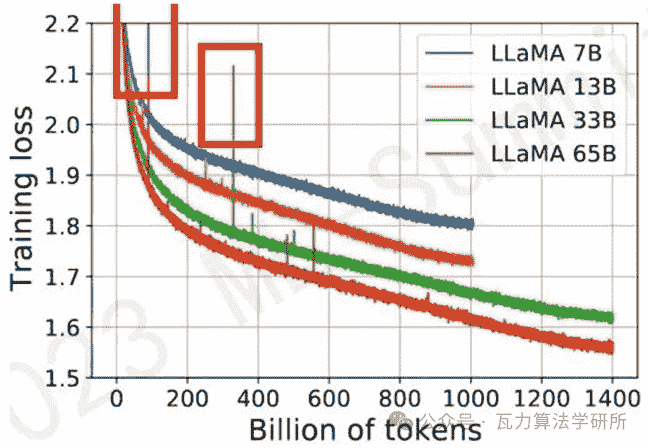 Training loss
2.2
2.1
2.0
1.9
1.8
1.7
1.6
1.5
LLaMA 7B
LLaMA 13B
LLaMA 33B
LLaMA 65B
0 200 400 600 800 1000 1200 1400
Billion of tokens
公众号 · 瓦力算法学研所